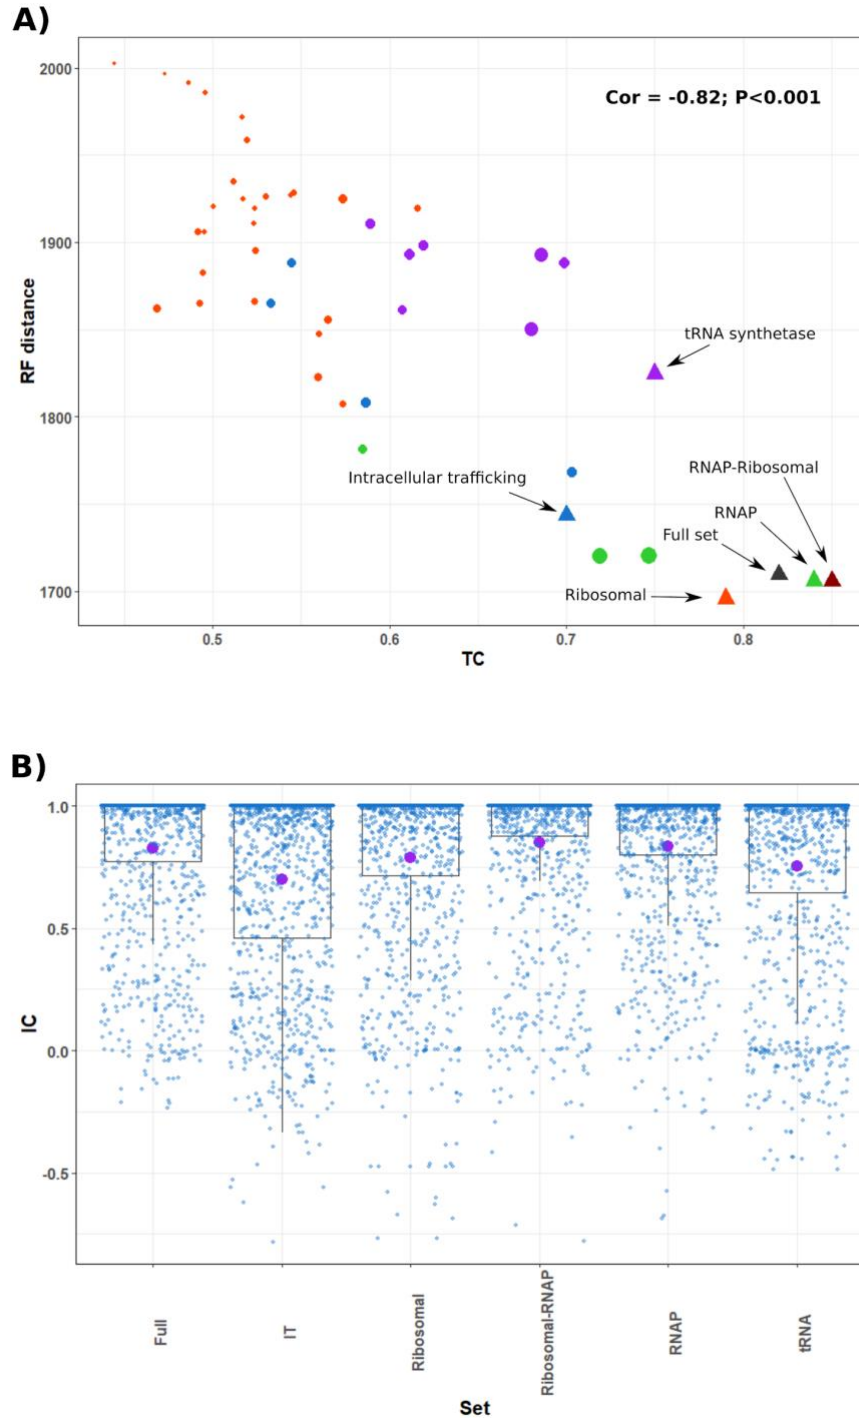 A)
2000
Cor = -0.82; P<0.001
1900
RF distance
tRNA synthetase
1800
RNAP-Ribosomal
Intracellular trafficking
RNAP
Full set
1700
Ribosomal
0.5 0.6 0.7 0.8
TC
B)
1.0
0.5
IC
0.0
-0.5
Full
IT
Ribosomal
Ribosomal-RNAP
RNAP
tRNA
Set